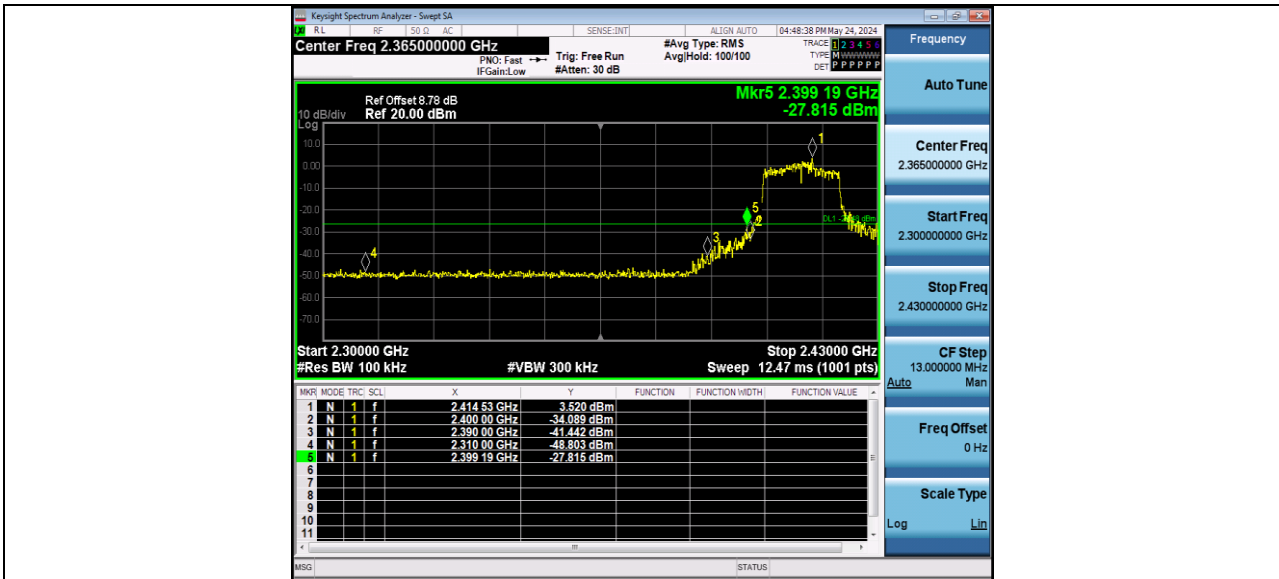 Keysight Spectrum Analyzer - Swept SA
RL RF 50 Ω AC SENSE:INT ALIGN AUTO 04:48:38 PM May 24, 2024
Center Freq 2.365000000 GHz
PNO: Fast
IFGain:Low
Trig: Free Run
#Atten: 30 dB
#Avg Type: RMS
Avg|Hold: 100/100
TRACE 1 2 3 4 5 6
TYPE M W W W W W
DET P P P P P P
Ref Offset 8.78 dB
Ref 20.00 dBm
10 dB/div
Log
Mkr5 2.399 19 GHz
-27.815 dBm
10.0
0.00
-10.0
-20.0
-30.0
-40.0
-50.0
-60.0
-70.0
1
5
2
3
4
Start 2.30000 GHz
Stop 2.43000 GHz
#Res BW 100 kHz
#VBW 300 kHz
Sweep 12.47 ms (1001 pts)
MKR MODE TRC SCL X Y FUNCTION FUNCTION WIDTH FUNCTION VALUE
1 N 1 f 2.414 53 GHz 3.520 dBm
2 N 1 f 2.400 00 GHz -34.089 dBm
3 N 1 f 2.390 00 GHz -41.442 dBm
4 N 1 f 2.310 00 GHz -48.803 dBm
5 N 1 f 2.399 19 GHz -27.815 dBm
6
7
8
9
10
11
MSG STATUS
Frequency
Auto Tune
Center Freq
2.365000000 GHz
Start Freq
2.300000000 GHz
Stop Freq
2.430000000 GHz
CF Step
13.000000 MHz
Auto Man
Freq Offset
0 Hz
Scale Type
Log Lin